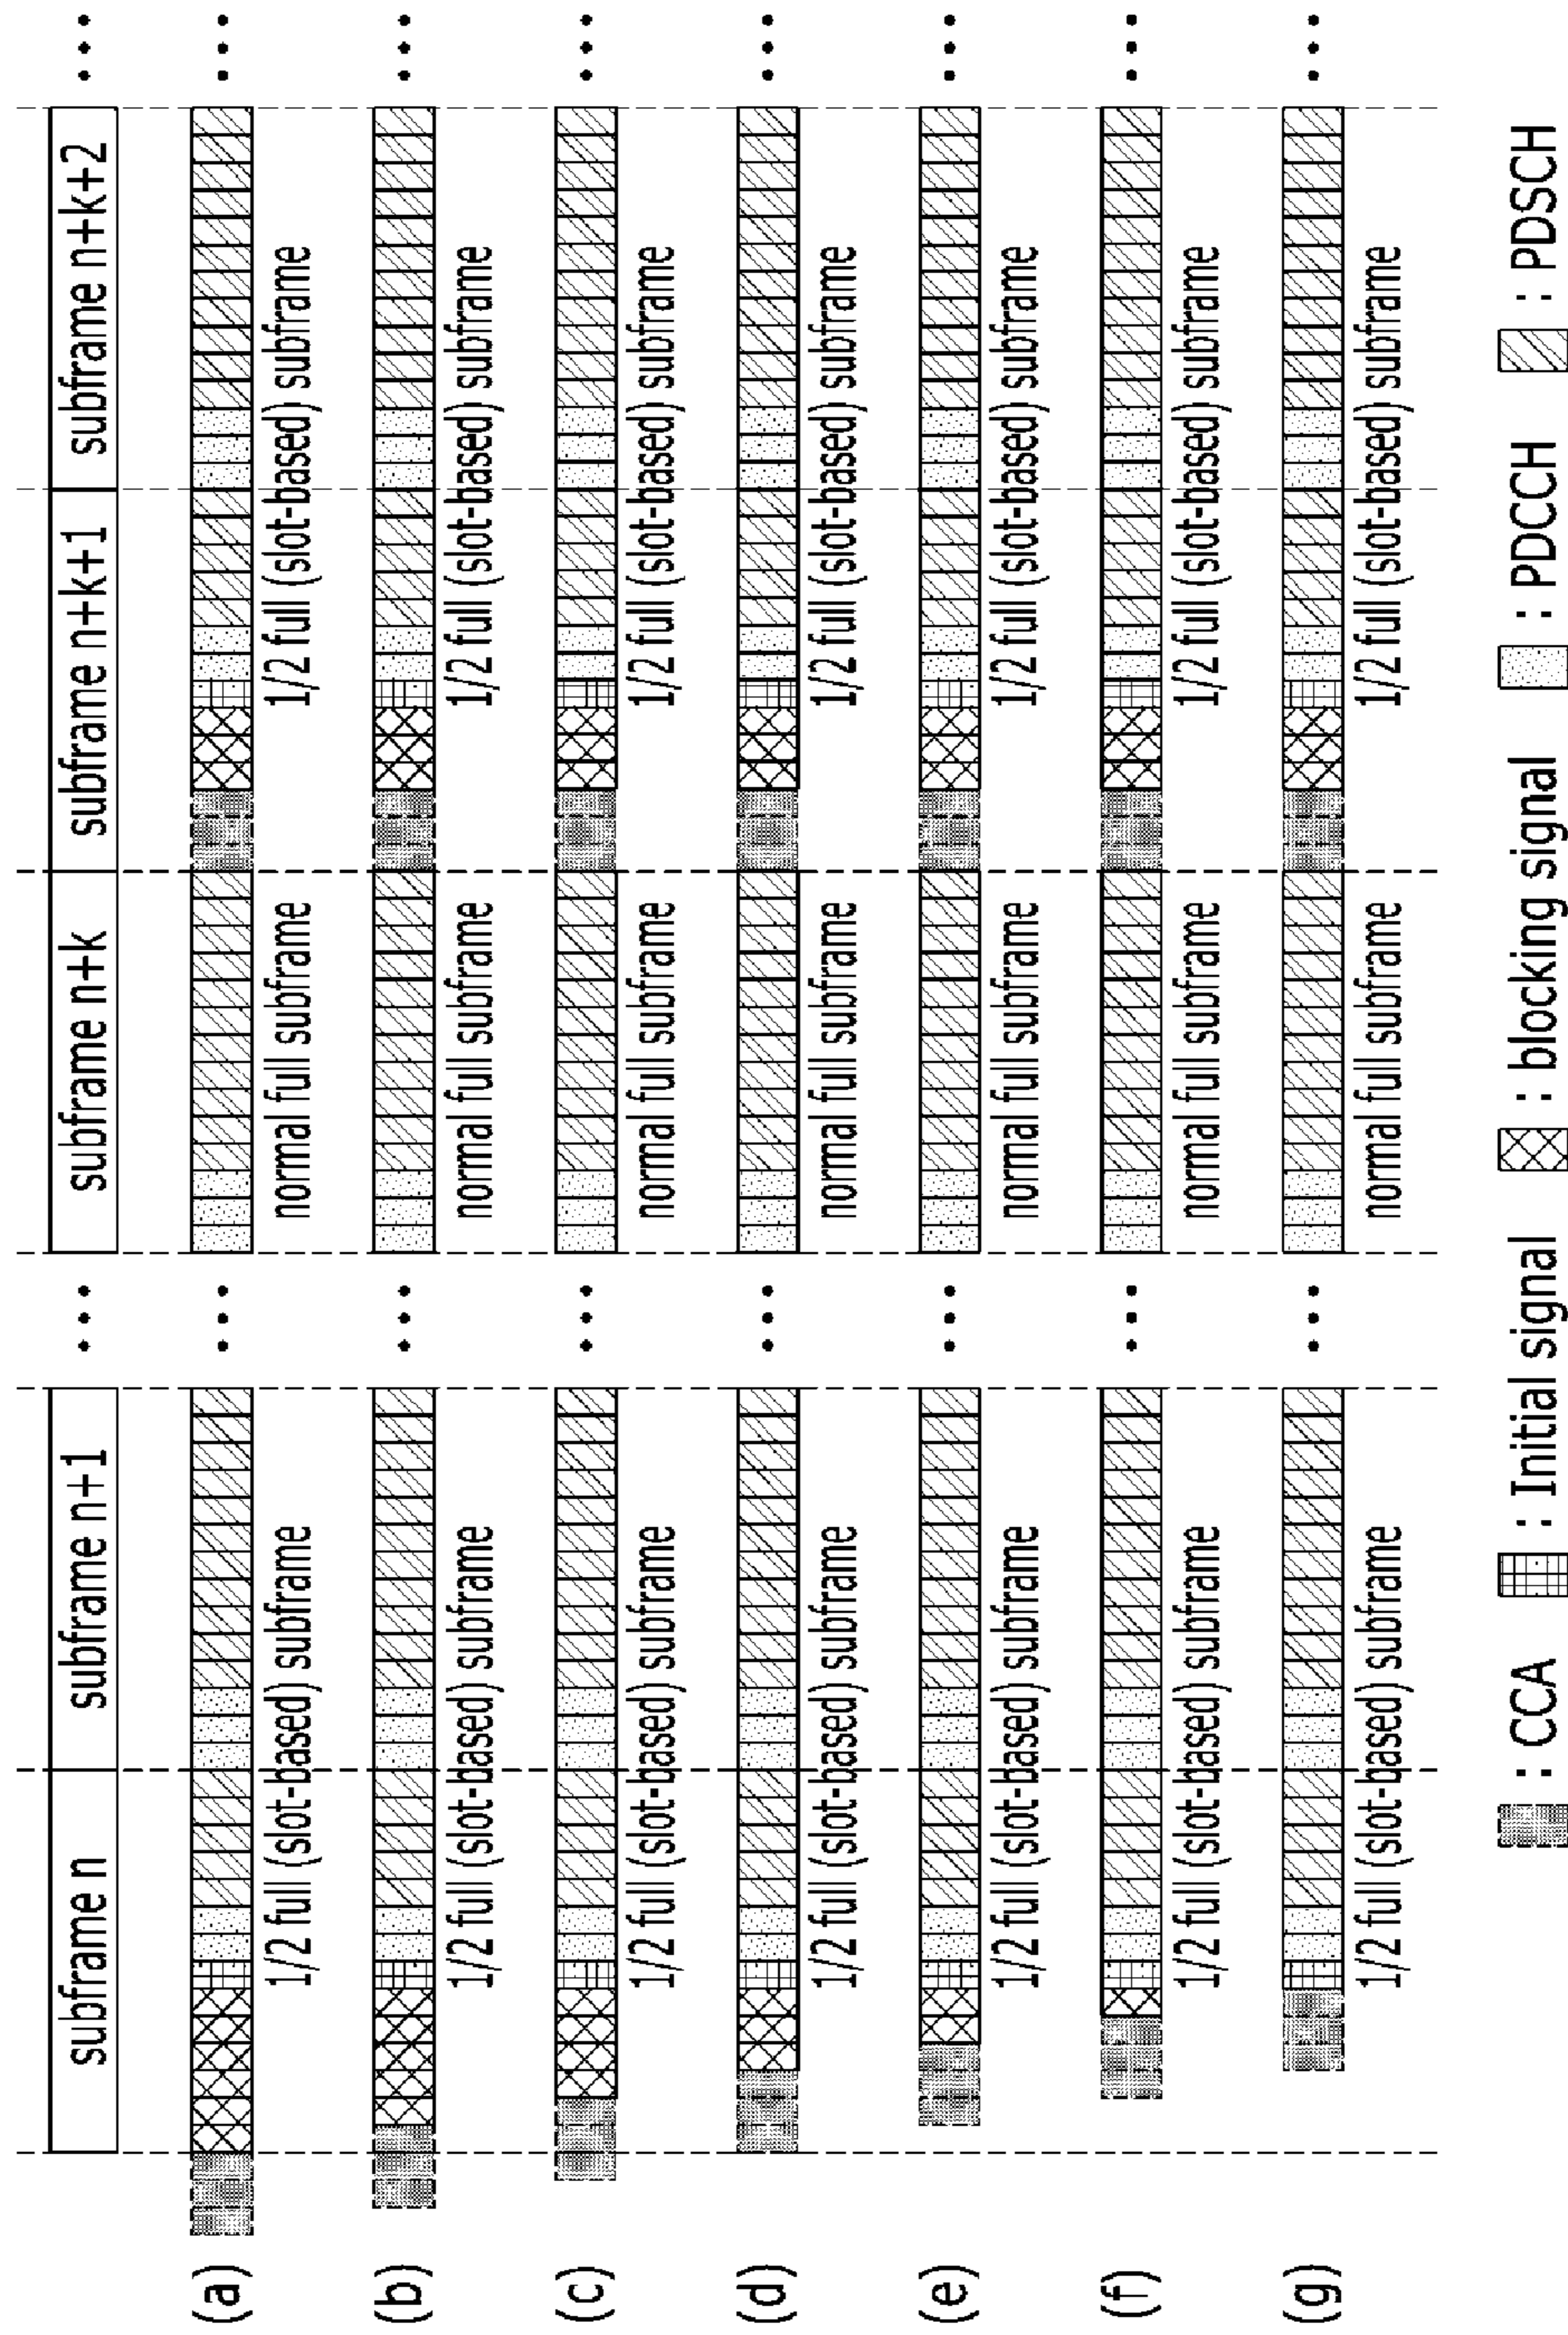 subframe n subframe n+1 ... subframe n+k subframe n+k+1 subframe n+k+2 ...
(a) ... ...
1/2 full (slot-based) subframe normal full subframe 1/2 full (slot-based) subframe
(b) ... ...
1/2 full (slot-based) subframe normal full subframe 1/2 full (slot-based) subframe
(c) ... ...
1/2 full (slot-based) subframe normal full subframe 1/2 full (slot-based) subframe
(d) ... ...
1/2 full (slot-based) subframe normal full subframe 1/2 full (slot-based) subframe
(e) ... ...
1/2 full (slot-based) subframe normal full subframe 1/2 full (slot-based) subframe
(f) ... ...
1/2 full (slot-based) subframe normal full subframe 1/2 full (slot-based) subframe
(g) ... ...
1/2 full (slot-based) subframe normal full subframe 1/2 full (slot-based) subframe
: CCA : Initial signal : blocking signal : PDCCH : PDSCH